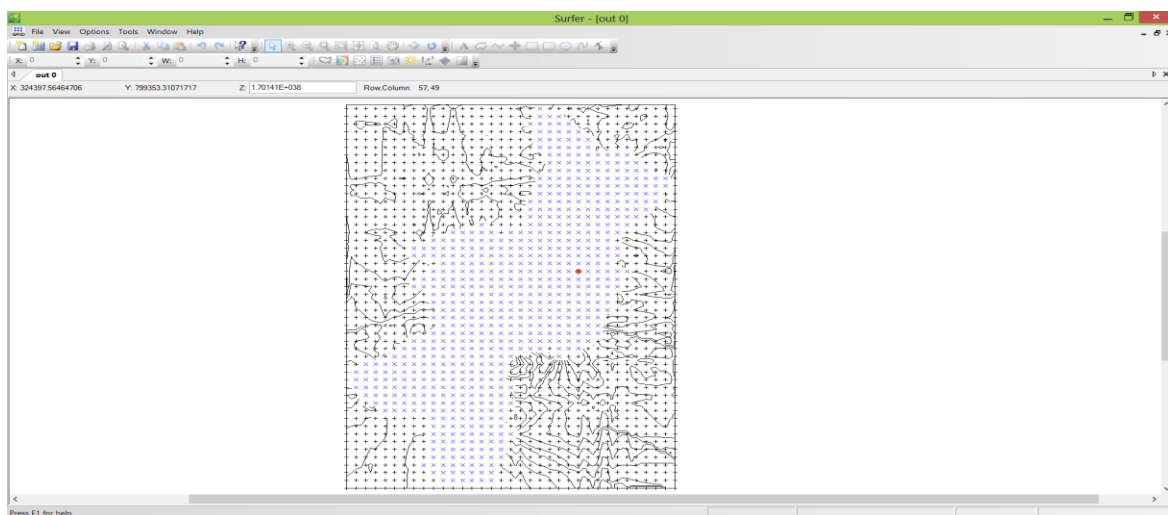 Surfer - [out 0]
File View Options Tools Window Help
X: 0 Y: 0 W: 0 H: 0
out 0
X: 324397.56464706 Y: 799353.31071717 Z: 1.70141E+038 Row,Column: 57,49
Press F1 for help